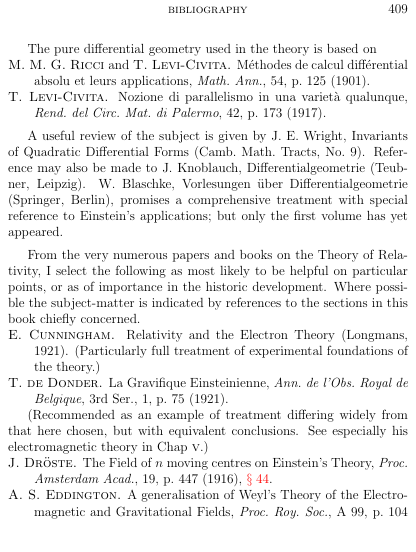 BIBLIOGRAPHY 409
The pure differential geometry used in the theory is based on
M. M. G. RICCI and T. LEVI-CIVITA. Méthodes de calcul différential
absolu et leurs applications, Math. Ann., 54, p. 125 (1901).
T. LEVI-CIVITA. Nozione di parallelismo in una varietà qualunque,
Rend. del Circ. Mat. di Palermo, 42, p. 173 (1917).
A useful review of the subject is given by J. E. Wright, Invariants
of Quadratic Differential Forms (Camb. Math. Tracts, No. 9). Refer-
ence may also be made to J. Knoblauch, Differentialgeometrie (Teub-
ner, Leipzig). W. Blaschke, Vorlesungen über Differentialgeometrie
(Springer, Berlin), promises a comprehensive treatment with special
reference to Einstein's applications; but only the first volume has yet
appeared.
From the very numerous papers and books on the Theory of Rela-
tivity, I select the following as most likely to be helpful on particular
points, or as of importance in the historic development. Where possi-
ble the subject-matter is indicated by references to the sections in this
book chiefly concerned.
E. CUNNINGHAM. Relativity and the Electron Theory (Longmans,
1921). (Particularly full treatment of experimental foundations of
the theory.)
T. DE DONDER. La Gravifique Einsteinienne, Ann. de l'Obs. Royal de
Belgique, 3rd Ser., 1, p. 75 (1921).
(Recommended as an example of treatment differing widely from
that here chosen, but with equivalent conclusions. See especially his
electromagnetic theory in Chap V.)
J. DRÖSTE. The Field of n moving centres on Einstein's Theory, Proc.
Amsterdam Acad., 19, p. 447 (1916), § 44.
A. S. EDDINGTON. A generalisation of Weyl's Theory of the Electro-
magnetic and Gravitational Fields, Proc. Roy. Soc., A 99, p. 104